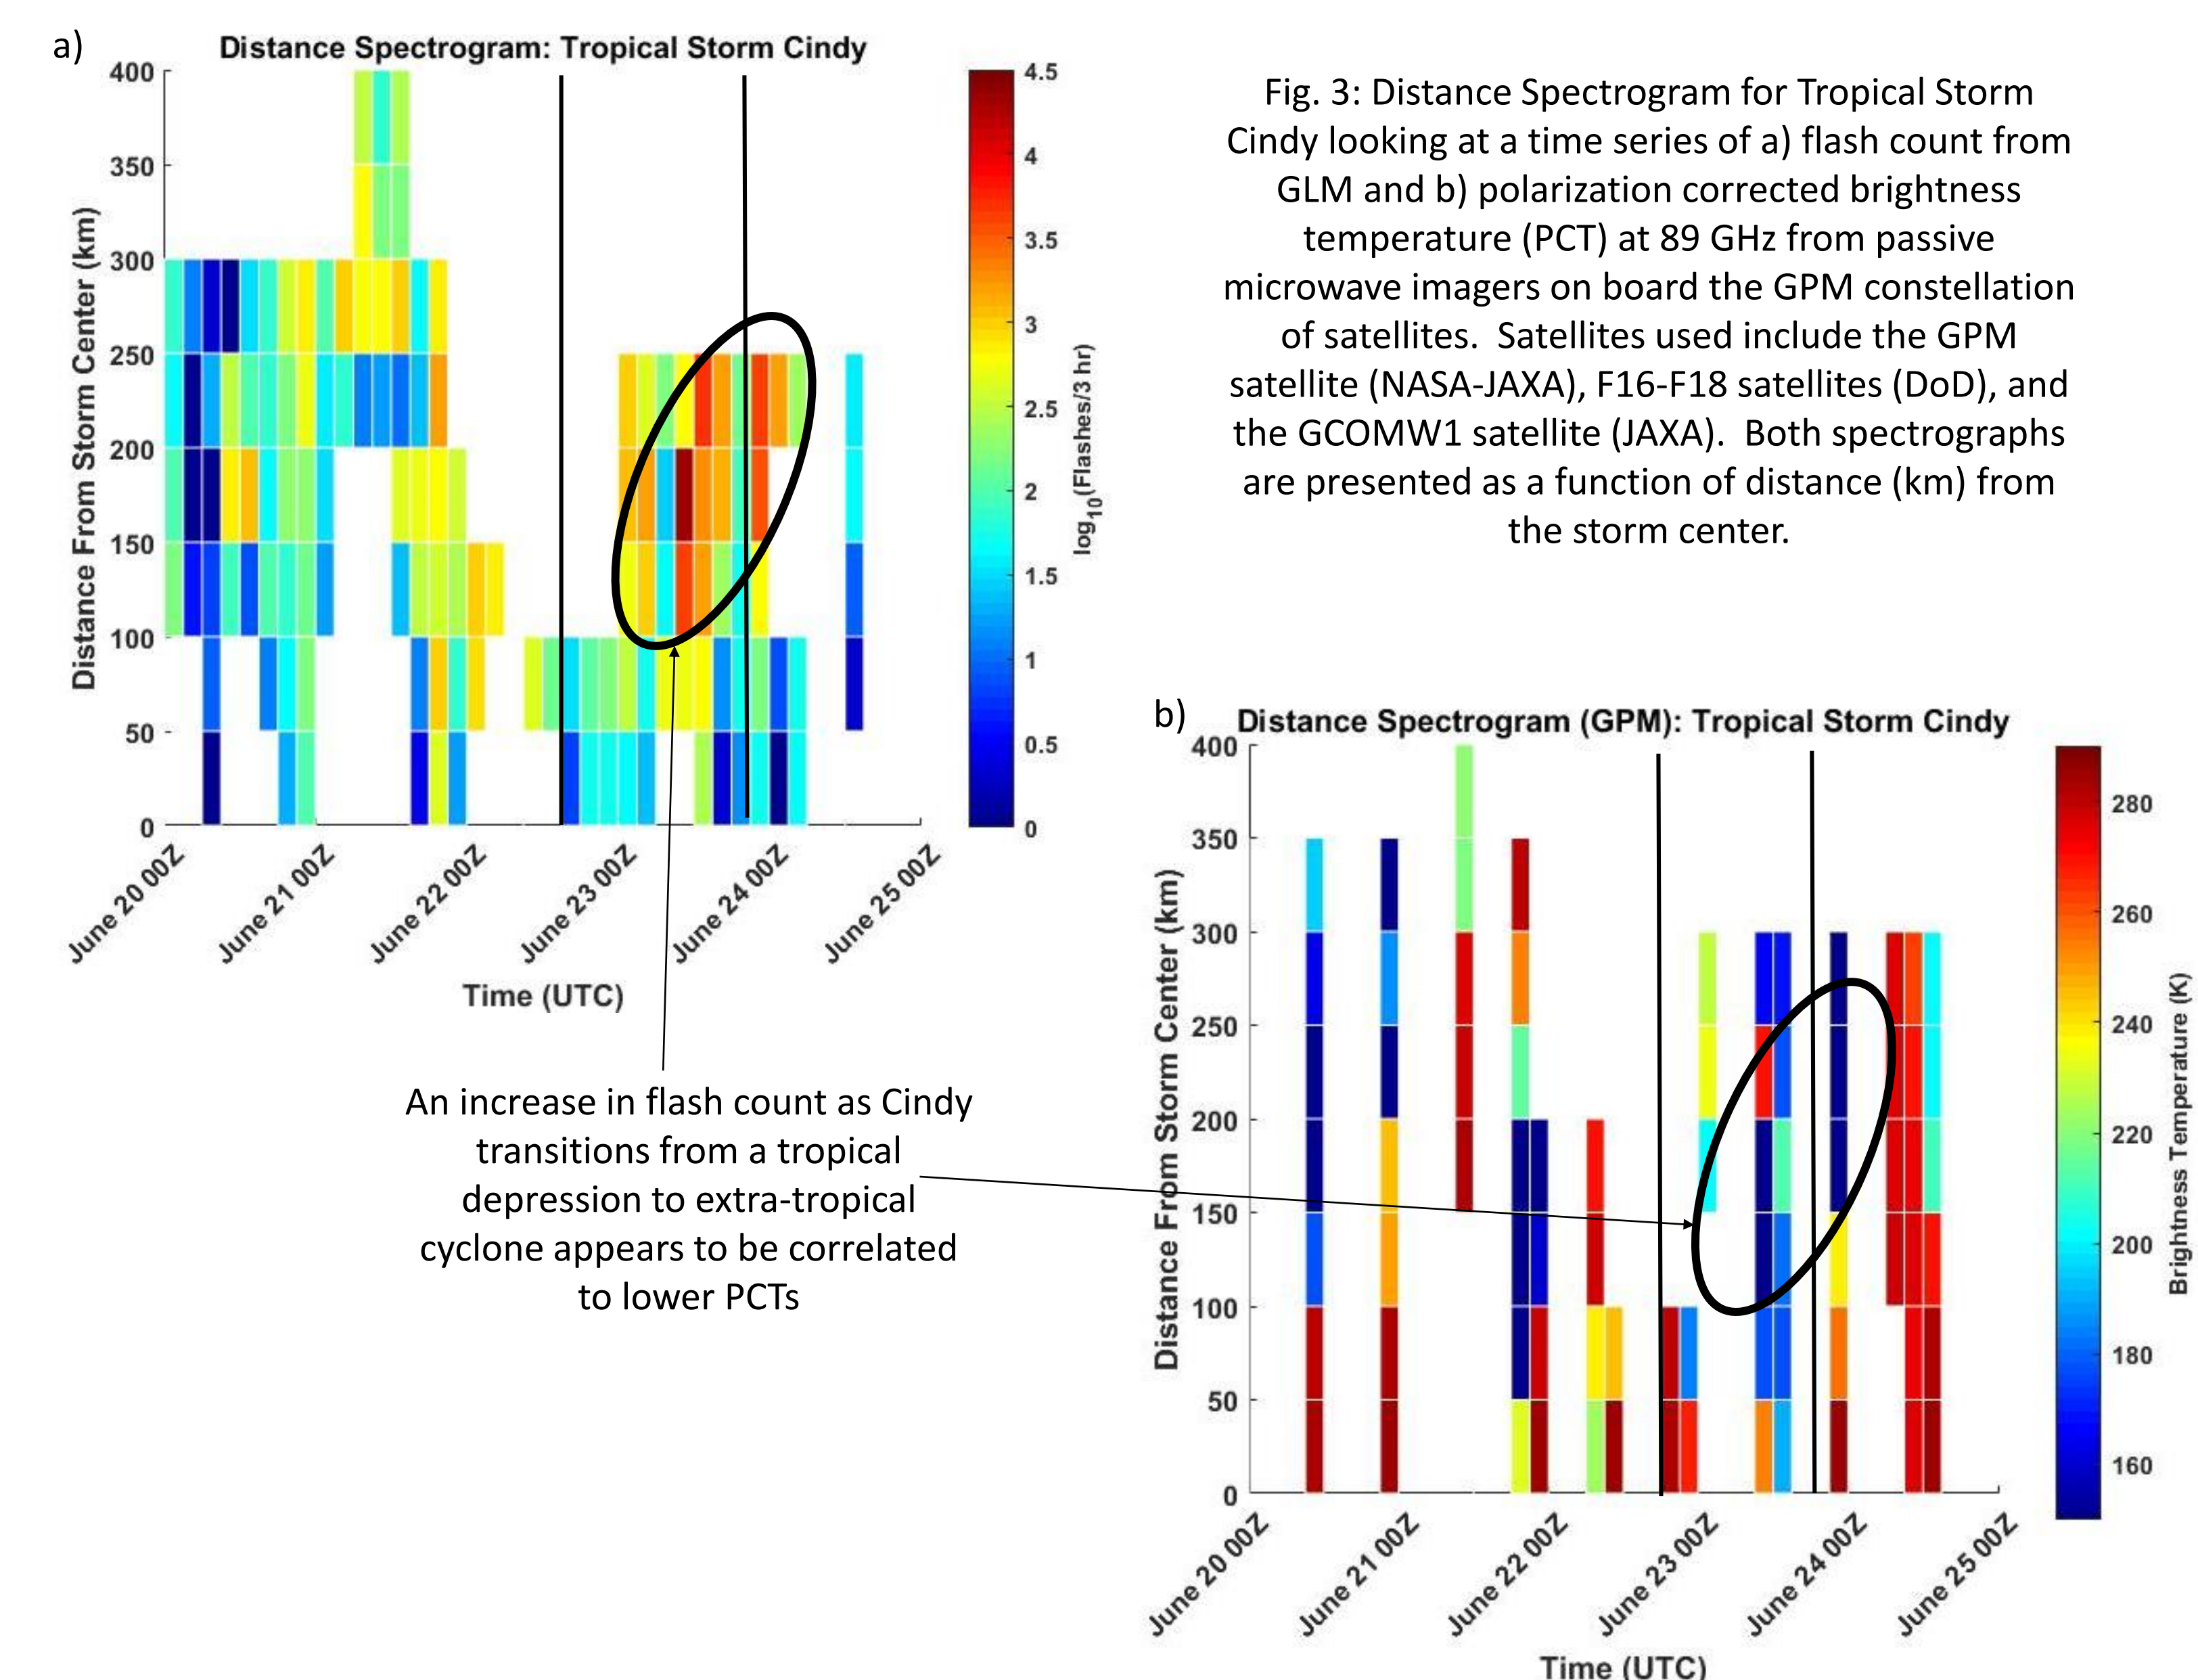 a)
Distance Spectrogram: Tropical Storm Cindy
400
350
300
250
200
150
100
50
0
Distance From Storm Center (km)
June 20 00Z
June 21 00Z
June 22 00Z
June 23 00Z
June 24 00Z
June 25 00Z
Time (UTC)
4.5
4
3.5
3
2.5
2
1.5
1
0.5
0
log10(Flashes/3 hr)
Fig. 3: Distance Spectrogram for Tropical Storm
Cindy looking at a time series of a) flash count from
GLM and b) polarization corrected brightness
temperature (PCT) at 89 GHz from passive
microwave imagers on board the GPM constellation
of satellites.  Satellites used include the GPM
satellite (NASA-JAXA), F16-F18 satellites (DoD), and
the GCOMW1 satellite (JAXA).  Both spectrographs
are presented as a function of distance (km) from
the storm center.
An increase in flash count as Cindy
transitions from a tropical
depression to extra-tropical
cyclone appears to be correlated
to lower PCTs
b)
Distance Spectrogram (GPM): Tropical Storm Cindy
400
350
300
250
200
150
100
50
0
Distance From Storm Center (km)
June 20 00Z
June 21 00Z
June 22 00Z
June 23 00Z
June 24 00Z
June 25 00Z
Time (UTC)
280
260
240
220
200
180
160
Brightness Temperature (K)